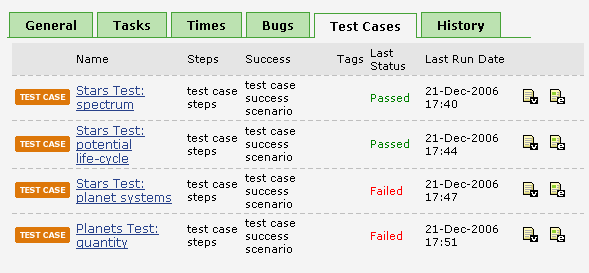 General Tasks Times Bugs Test Cases History
Name Steps Success Tags Last Status Last Run Date
TEST CASE Stars Test: spectrum test case steps test case success scenario Passed 21-Dec-2006 17:40
TEST CASE Stars Test: potential life-cycle test case steps test case success scenario Passed 21-Dec-2006 17:44
TEST CASE Stars Test: planet systems test case steps test case success scenario Failed 21-Dec-2006 17:47
TEST CASE Planets Test: quantity test case steps test case success scenario Failed 21-Dec-2006 17:51